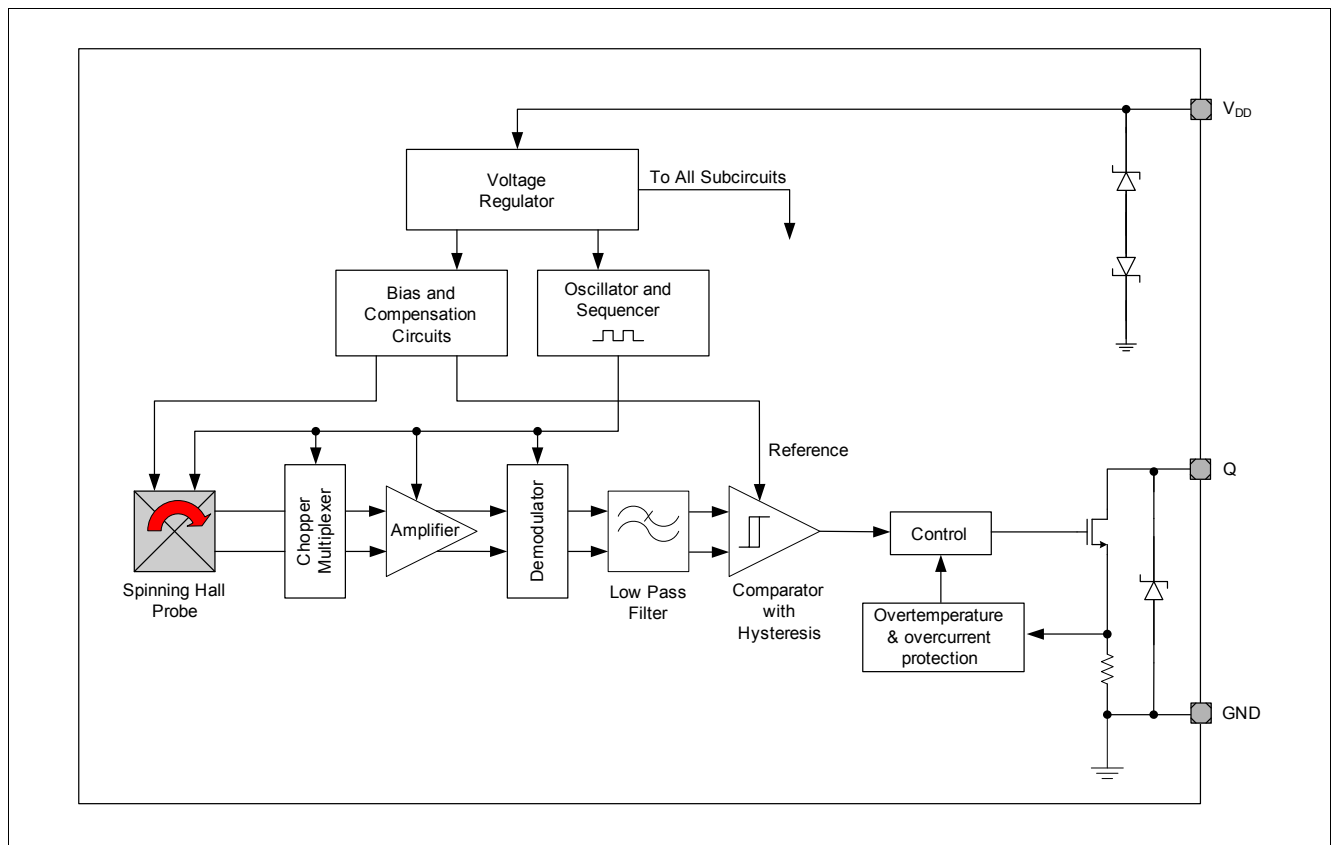 V_DD
Voltage
Regulator
To All Subcircuits
Bias and
Compensation
Circuits
Oscillator and
Sequencer
Reference
Q
Chopper
Multiplexer
Amplifier
Demodulator
Control
Spinning Hall
Probe
Low Pass
Filter
Comparator
with
Hysteresis
Overtemperature
& overcurrent
protection
GND